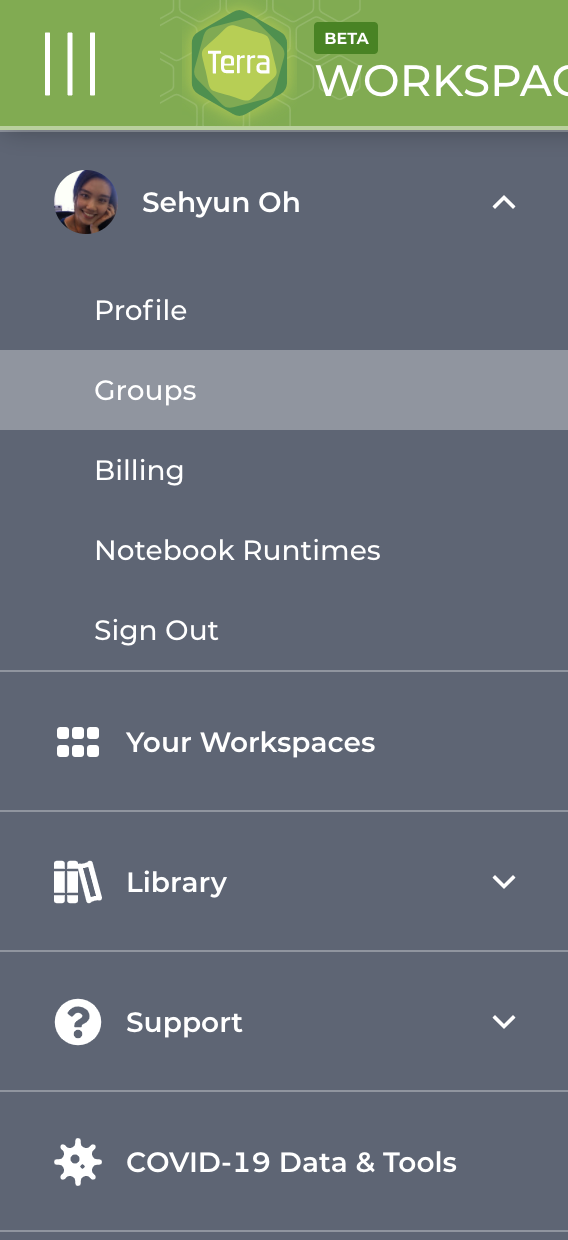 Terra
BETA
WORKSPAC
Sehyun Oh
Profile
Groups
Billing
Notebook Runtimes
Sign Out
Your Workspaces
Library
Support
COVID-19 Data & Tools